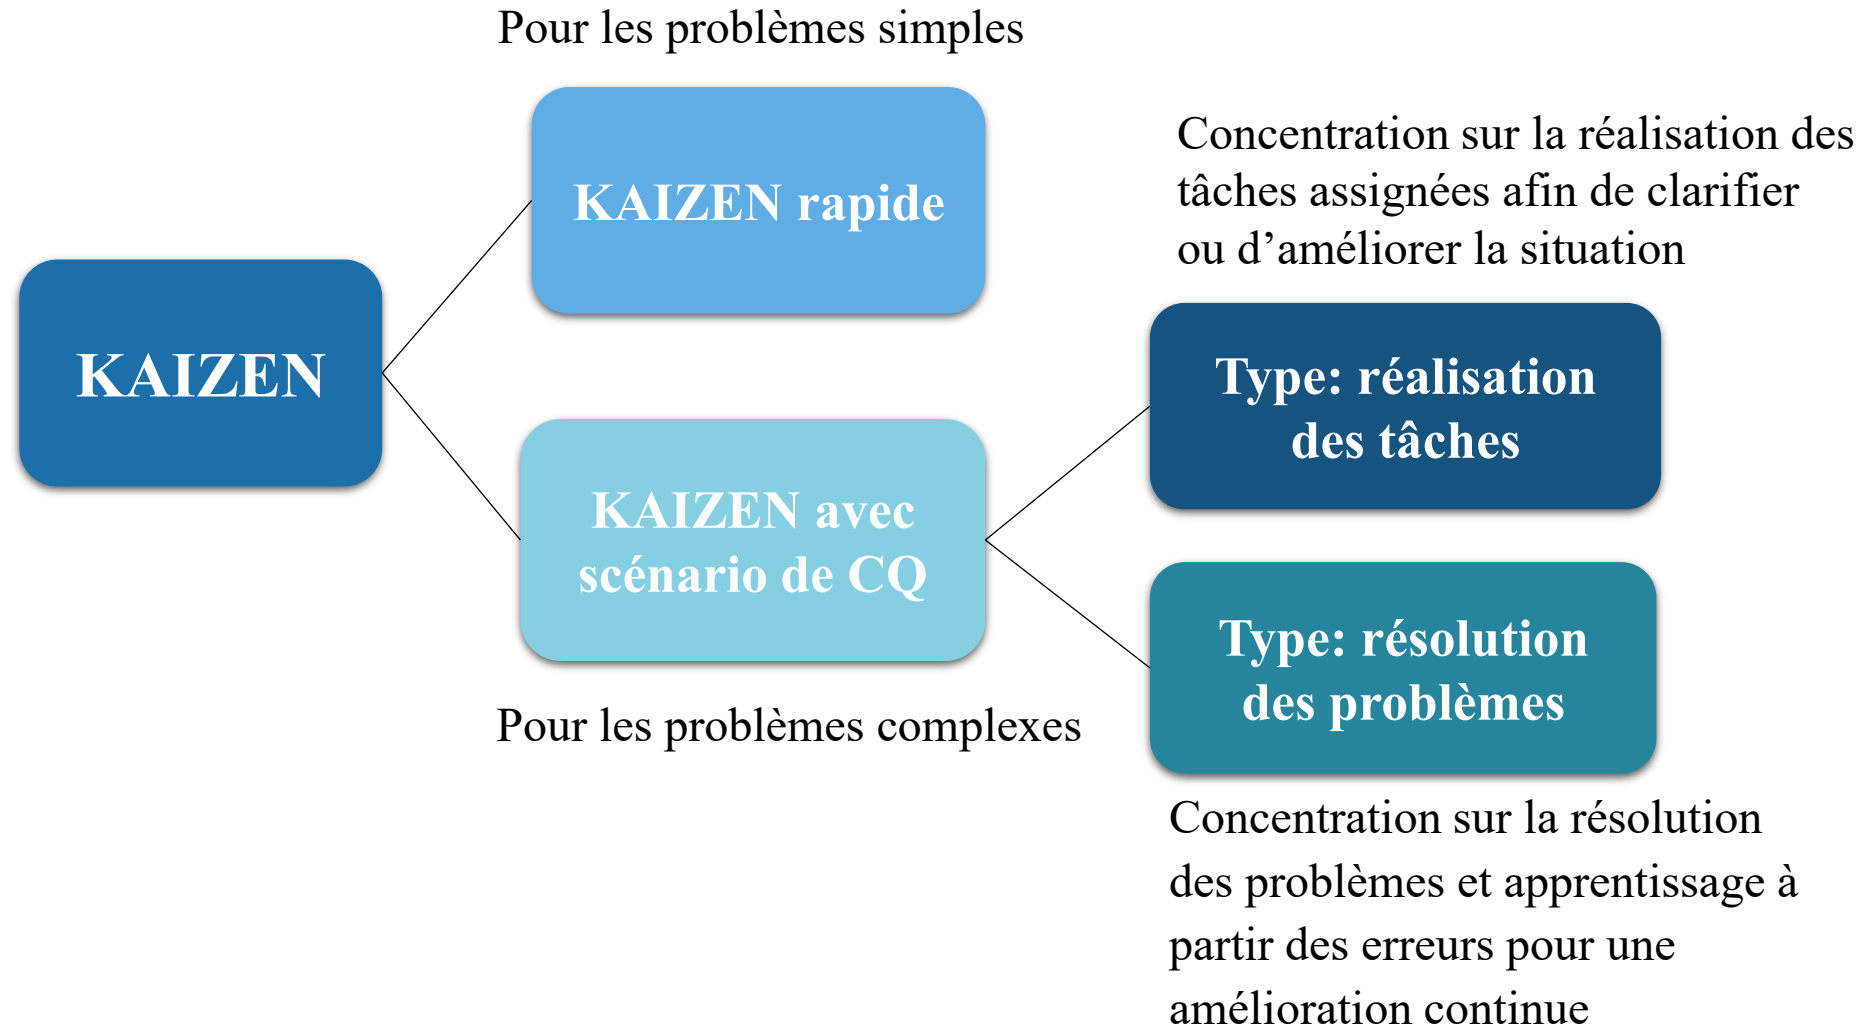 Pour les problèmes simples
KAIZEN rapide
KAIZEN
KAIZEN avec
scénario de CQ
Pour les problèmes complexes
Concentration sur la réalisation des
tâches assignées afin de clarifier
ou d’améliorer la situation
Type: réalisation
des tâches
Type: résolution
des problèmes
Concentration sur la résolution
des problèmes et apprentissage à
partir des erreurs pour une
amélioration continue